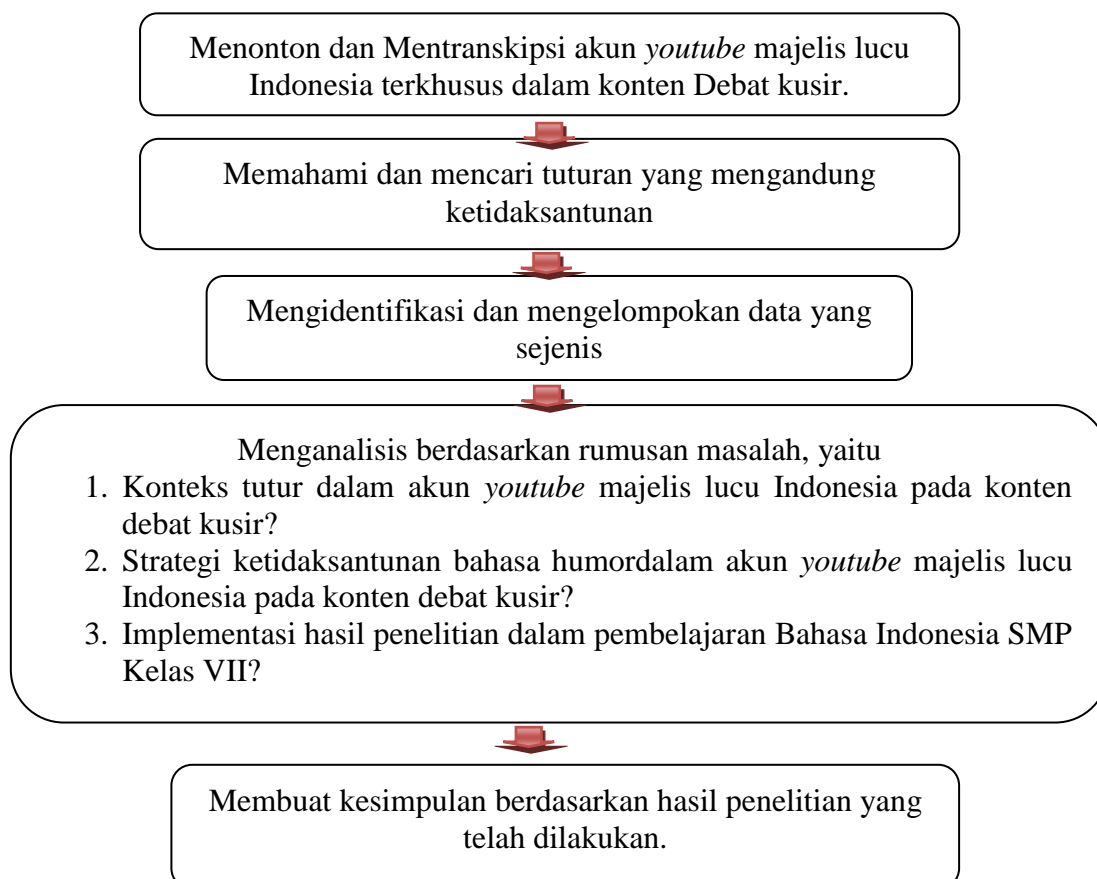 Menonton dan Mentranskipsi akun youtube majelis lucu
Indonesia terkhusus dalam konten Debat kusir.
Memahami dan mencari tuturan yang mengandung
ketidaksantunan
Mengidentifikasi dan mengelompokan data yang
sejenis
Menganalisis berdasarkan rumusan masalah, yaitu
1. Konteks tutur dalam akun youtube majelis lucu Indonesia pada konten
debat kusir?
2. Strategi ketidaksantunan bahasa humordalam akun youtube majelis lucu
Indonesia pada konten debat kusir?
3. Implementasi hasil penelitian dalam pembelajaran Bahasa Indonesia SMP
Kelas VII?
Membuat kesimpulan berdasarkan hasil penelitian yang
telah dilakukan.